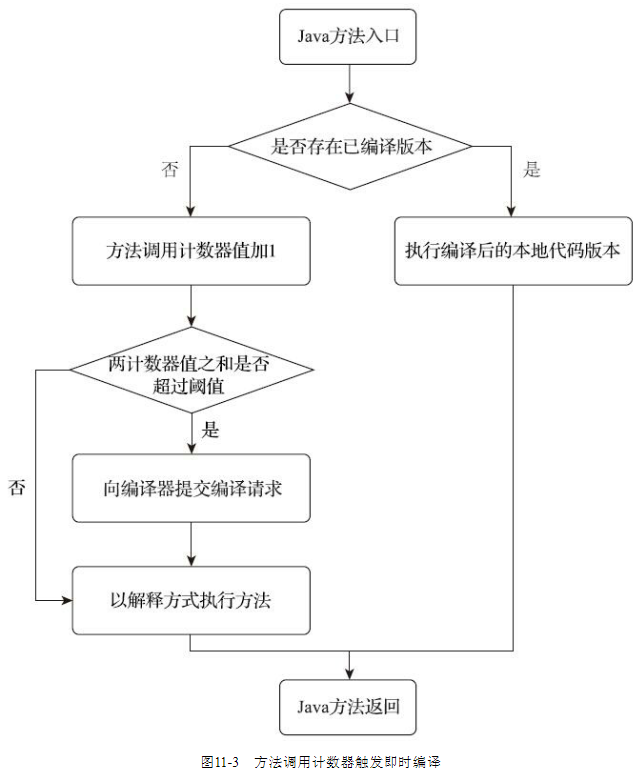 Java方法入口
是否存在已编译版本
否
是
方法调用计数器值加1
执行编译后的本地代码版本
两计数器值之和是否
超过阈值
是
否
向编译器提交编译请求
以解释方式执行方法
Java方法返回
图11-3 方法调用计数器触发即时编译